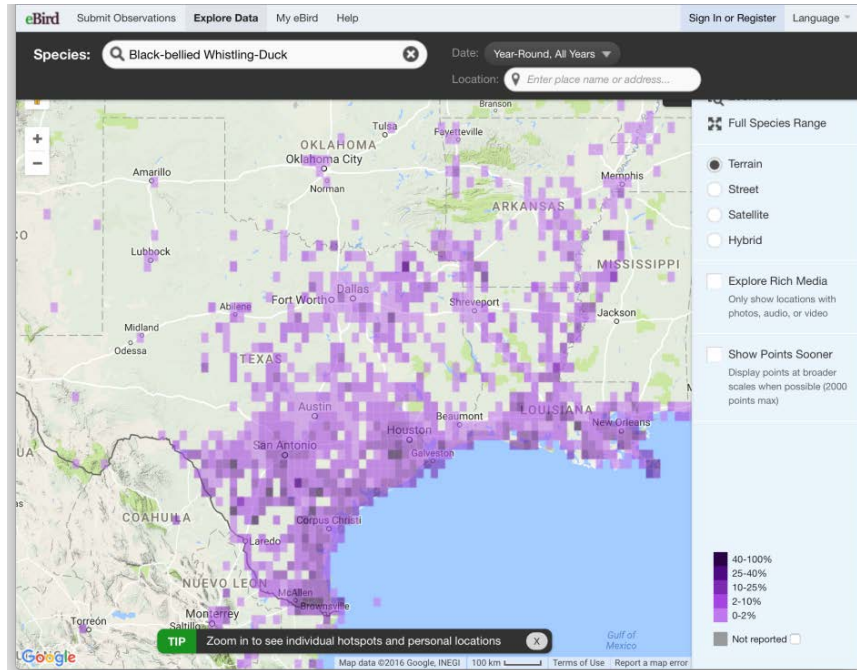 eBird Submit Observations Explore Data My eBird Help Sign In or Register Language
Species: Black-bellied Whistling-Duck Date: Year-Round, All Years
Location: Enter place name or address...
Branson
Full Species Range
Tulsa
Fayetteville
OKLAHOMA
Oklahoma City
Amarillo
Norman
Memphis
Terrain
Street
Satellite
Hybrid
ARKANSAS
Lubbock
MISSISSIPPI
Explore Rich Media
Only show locations with
photos, audio, or video
Dallas
Fort Worth
Abilene
Shreveport
Jackson
Midland
Odessa
TEXAS
Show Points Sooner
Display points at broader
scales when possible (2000
points max)
Austin
Beaumont
LOUISIANA
Houston
New Orleans
San Antonio
Galveston
COAHUILA
Corpus Christi
Laredo
NUEVO LEON
McAllen
Brownsville
Monterrey
Saltillo
Torreón
40-100%
25-40%
10-25%
2-10%
0-2%
Not reported
TIP Zoom in to see individual hotspots and personal locations X
Gulf of
Mexico
Google
Map data ©2016 Google, INEGI 100 km Terms of Use Report a map error